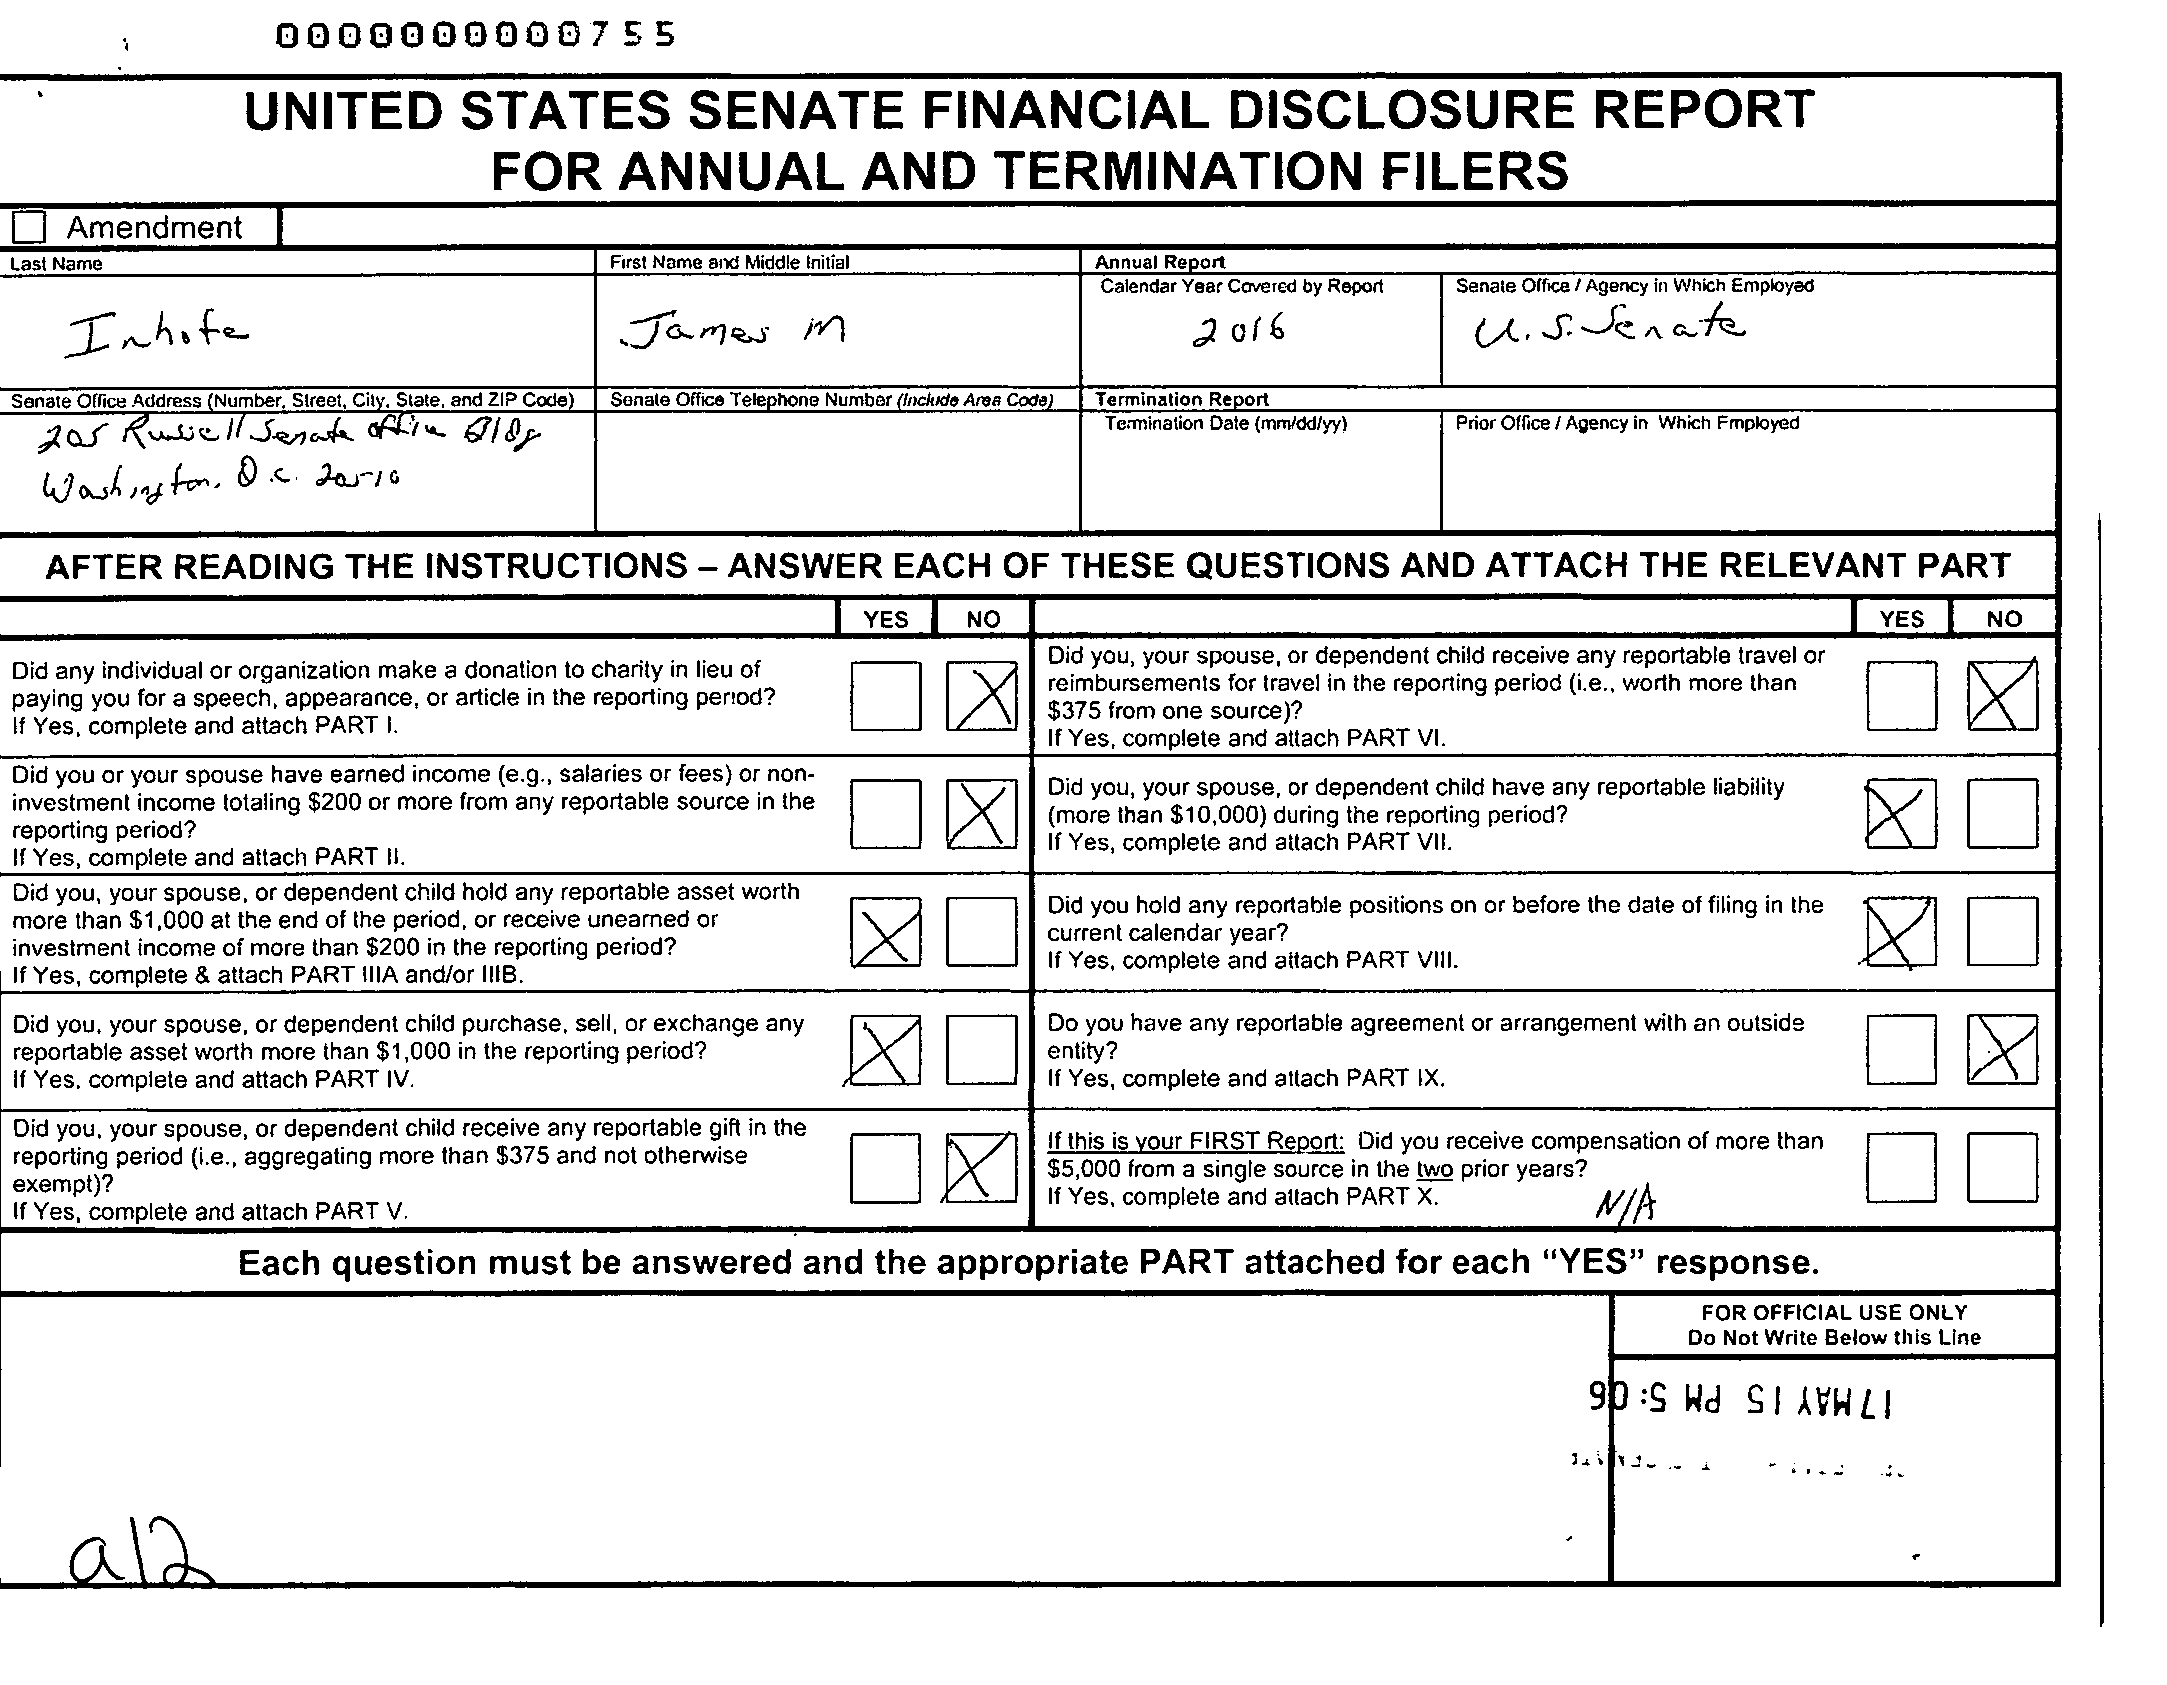 0000000000755
UNITED STATES SENATE FINANCIAL DISCLOSURE REPORT
FOR ANNUAL AND TERMINATION FILERS
Amendment
Last Name
Inhofe
First Name and Middle Initial
James M
Annual Report
Calendar Year Covered by Report
2016
Senate Office / Agency in Which Employed
U.S. Senate
Senate Office Address (Number, Street, City, State, and ZIP Code)
205 Russell Senate Office Bldg
Washington, D.C. 20510
Senate Office Telephone Number (Include Area Code)
Termination Report
Termination Date (mm/dd/yy)
Prior Office / Agency in Which Employed
AFTER READING THE INSTRUCTIONS – ANSWER EACH OF THESE QUESTIONS AND ATTACH THE RELEVANT PART
YES NO
Did any individual or organization make a donation to charity in lieu of
paying you for a speech, appearance, or article in the reporting period?
If Yes, complete and attach PART I.
Did you or your spouse have earned income (e.g., salaries or fees) or non-
investment income totaling $200 or more from any reportable source in the
reporting period?
If Yes, complete and attach PART II.
Did you, your spouse, or dependent child hold any reportable asset worth
more than $1,000 at the end of the period, or receive unearned or
investment income of more than $200 in the reporting period?
If Yes, complete & attach PART IIIA and/or IIIB.
Did you, your spouse, or dependent child purchase, sell, or exchange any
reportable asset worth more than $1,000 in the reporting period?
If Yes, complete and attach PART IV.
Did you, your spouse, or dependent child receive any reportable gift in the
reporting period (i.e., aggregating more than $375 and not otherwise
exempt)?
If Yes, complete and attach PART V.
YES NO
Did you, your spouse, or dependent child receive any reportable travel or
reimbursements for travel in the reporting period (i.e., worth more than
$375 from one source)?
If Yes, complete and attach PART VI.
Did you, your spouse, or dependent child have any reportable liability
(more than $10,000) during the reporting period?
If Yes, complete and attach PART VII.
Did you hold any reportable positions on or before the date of filing in the
current calendar year?
If Yes, complete and attach PART VIII.
Do you have any reportable agreement or arrangement with an outside
entity?
If Yes, complete and attach PART IX.
If this is your FIRST Report: Did you receive compensation of more than
$5,000 from a single source in the two prior years?
If Yes, complete and attach PART X.
N/A
Each question must be answered and the appropriate PART attached for each "YES" response.
FOR OFFICIAL USE ONLY
Do Not Write Below this Line
17 MAY 15 PM 5:06